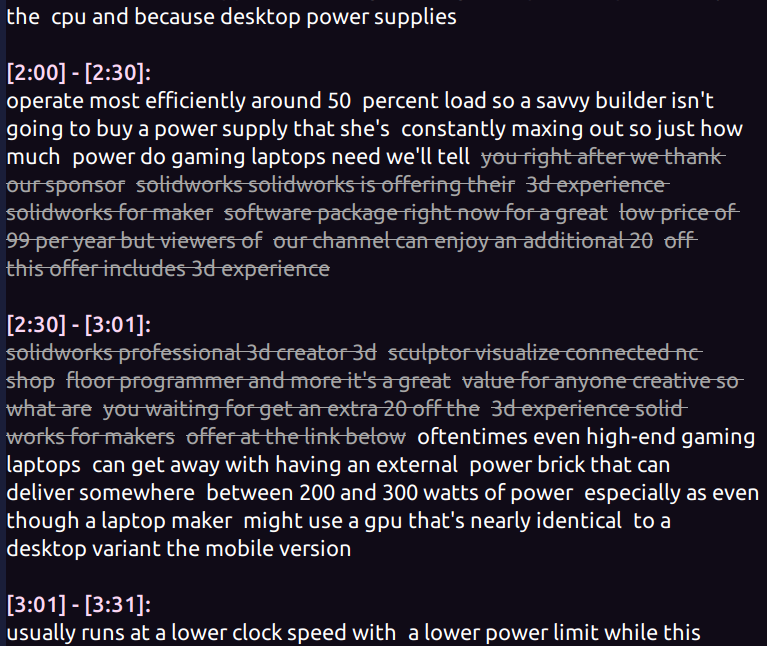 the cpu and because desktop power supplies
[2:00] - [2:30]:
operate most efficiently around 50 percent load so a savvy builder isn't
going to buy a power supply that she's constantly maxing out so just how
much power do gaming laptops need we'll tell you right after we thank
our sponsor solidworks solidworks is offering their 3d experience
solidworks for maker software package right now for a great low price of
99 per year but viewers of our channel can enjoy an additional 20 off
this offer includes 3d experience
[2:30] - [3:01]:
solidworks professional 3d creator 3d sculptor visualize connected nc
shop floor programmer and more it's a great value for anyone creative so
what are you waiting for get an extra 20 off the 3d experience solid
works for makers offer at the link below oftentimes even high-end gaming
laptops can get away with having an external power brick that can
deliver somewhere between 200 and 300 watts of power especially as even
though a laptop maker might use a gpu that's nearly identical to a
desktop variant the mobile version
[3:01] - [3:31]:
usually runs at a lower clock speed with a lower power limit while this